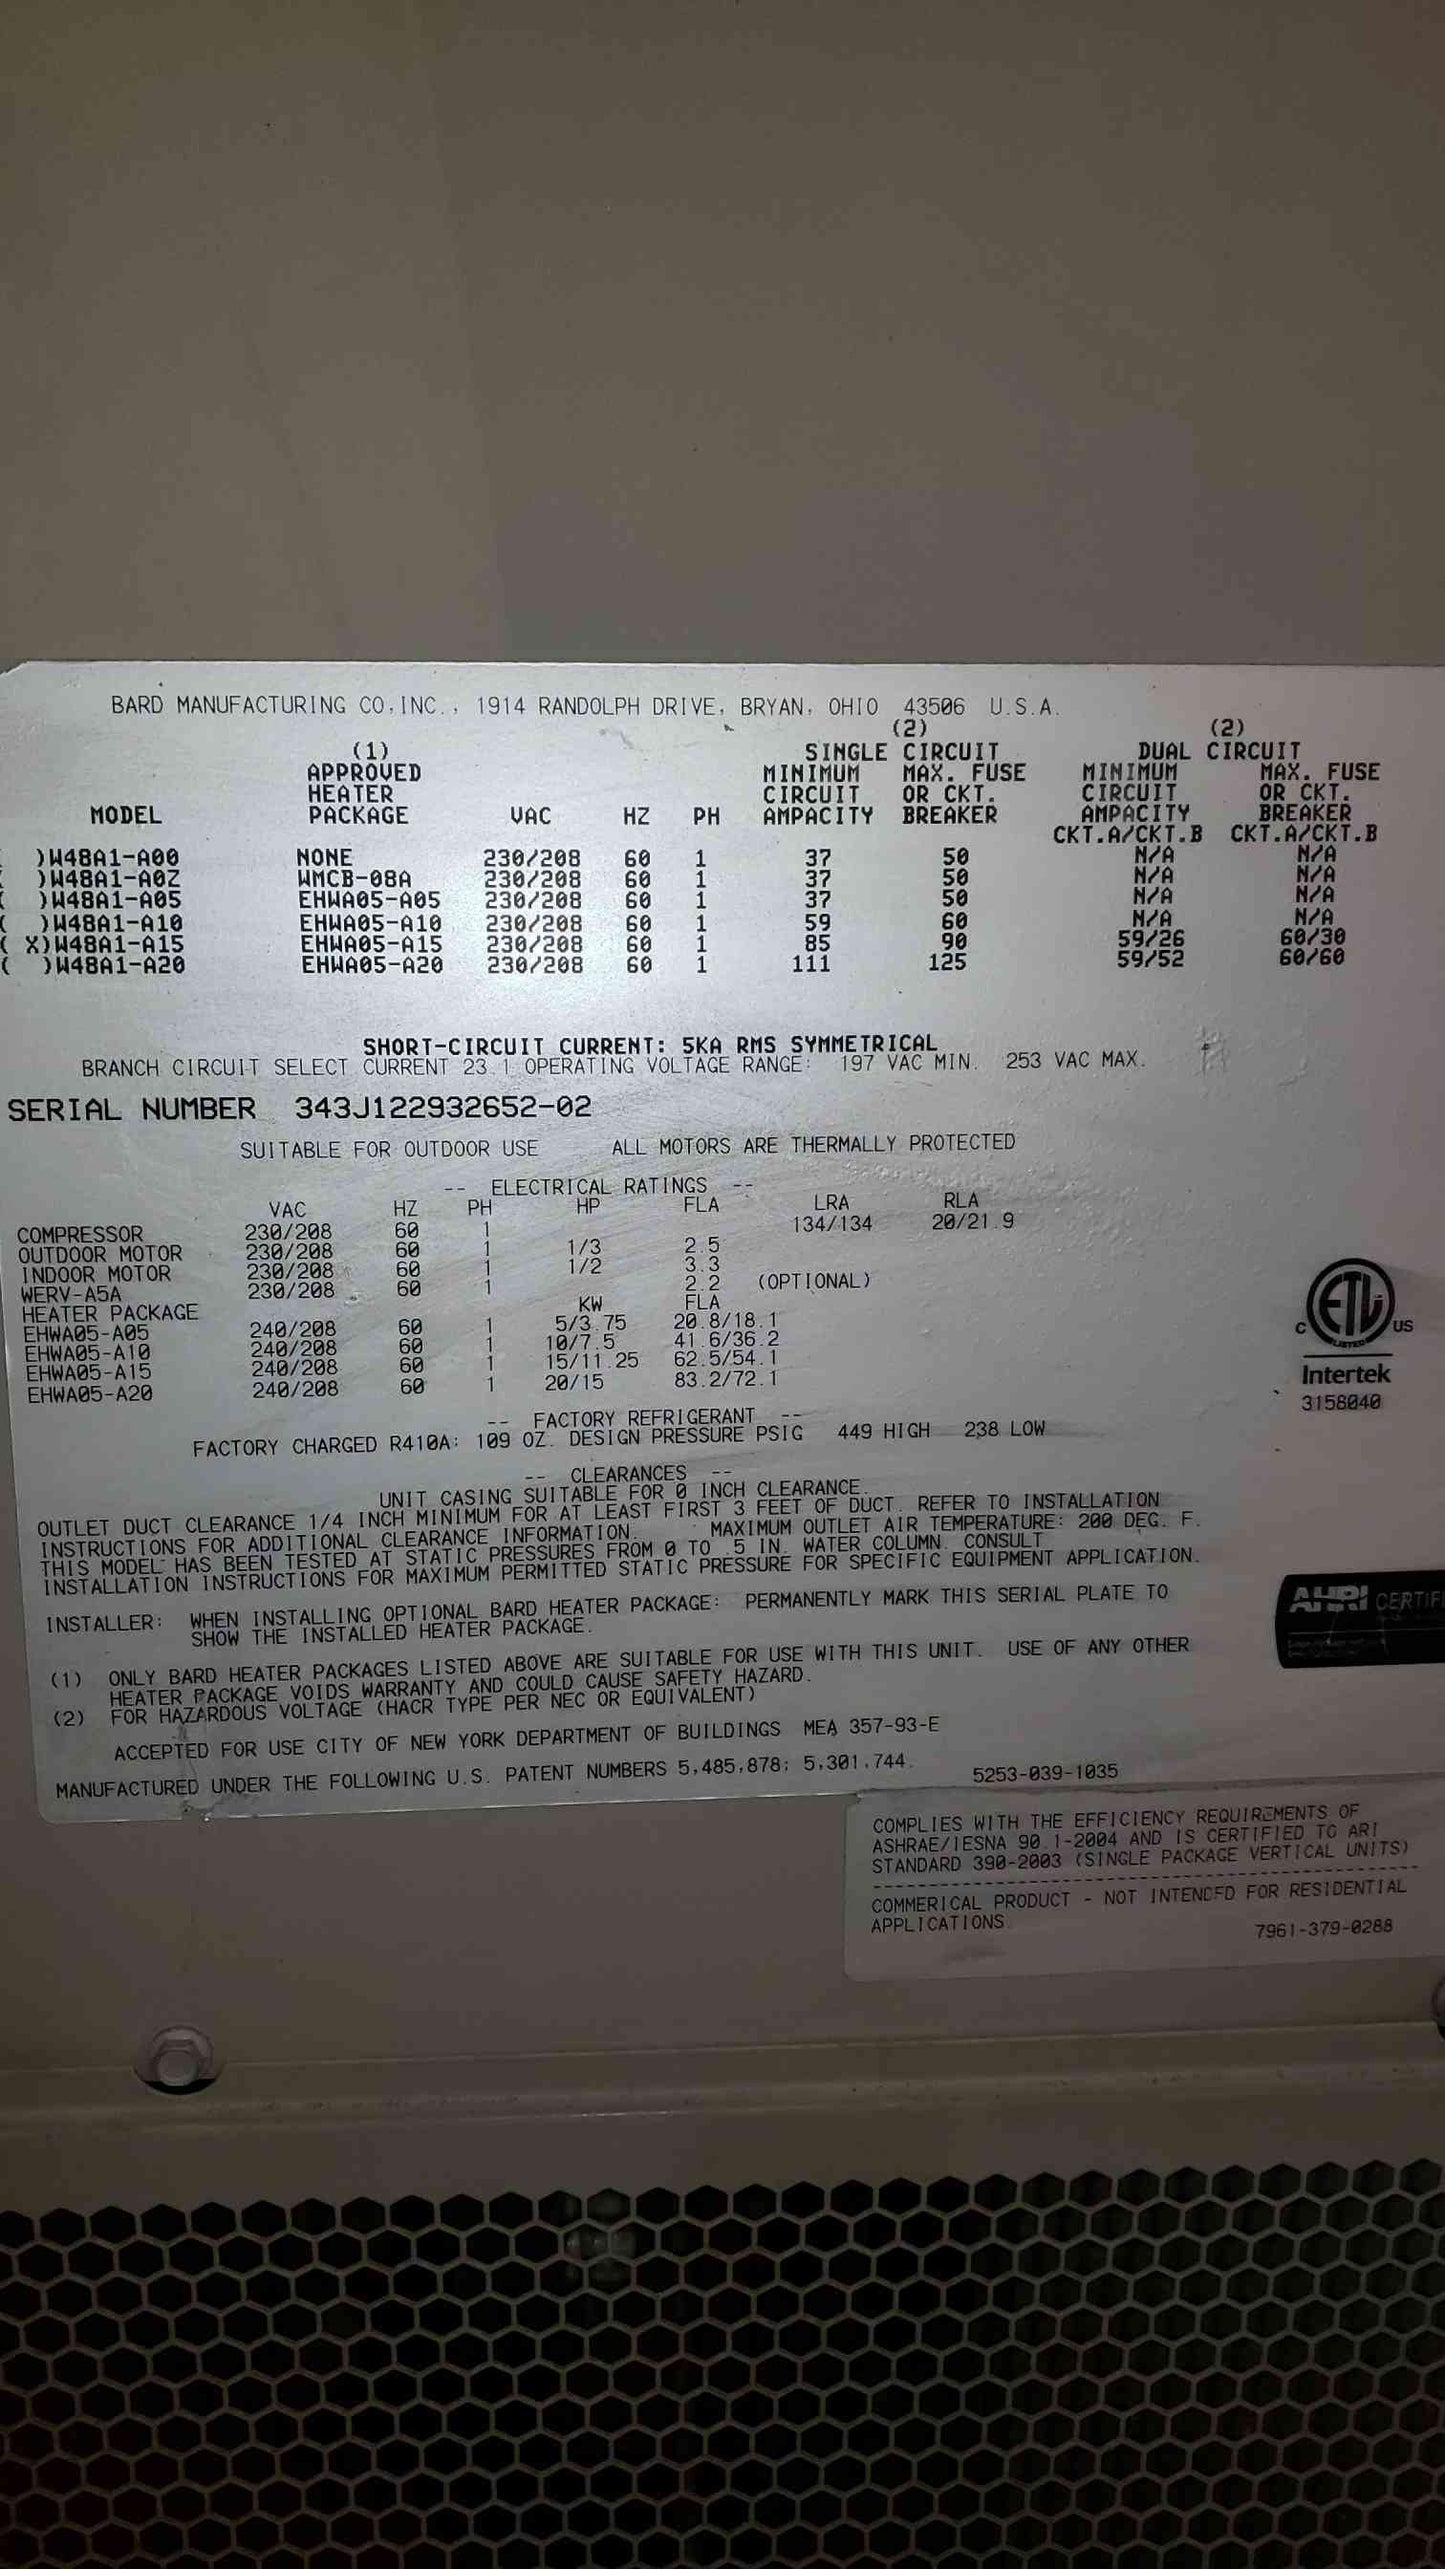 BARD MANUFACTURING CO,INC., 1914 RANDOLPH DRIVE, BRYAN, OHIO 43506 U.S.A.
(2) (2)
(1) SINGLE CIRCUIT DUAL CIRCUIT
APPROVED MINIMUM MAX. FUSE MINIMUM MAX. FUSE
HEATER CIRCUIT OR CKT. CIRCUIT OR CKT.
MODEL PACKAGE VAC HZ PH AMPACITY BREAKER AMPACITY BREAKER
CKT.A/CKT.B CKT.A/CKT.B
( )W48A1-A00 NONE 230/208 60 1 37 50 N/A N/A
( )W48A1-A0Z WMCB-08A 230/208 60 1 37 50 N/A N/A
( )W48A1-A05 EHWA05-A05 230/208 60 1 37 50 N/A N/A
( )W48A1-A10 EHWA05-A10 230/208 60 1 59 60 N/A N/A
( X)W48A1-A15 EHWA05-A15 230/208 60 1 85 90 59/26 60/30
( )W48A1-A20 EHWA05-A20 230/208 60 1 111 125 59/52 60/60
SHORT-CIRCUIT CURRENT: 5KA RMS SYMMETRICAL
BRANCH CIRCUIT SELECT CURRENT 23.1 OPERATING VOLTAGE RANGE: 197 VAC MIN. 253 VAC MAX.
SERIAL NUMBER 343J122932652-02
SUITABLE FOR OUTDOOR USE ALL MOTORS ARE THERMALLY PROTECTED
-- ELECTRICAL RATINGS --
VAC HZ PH HP FLA LRA RLA
COMPRESSOR 230/208 60 1 134/134 20/21.9
OUTDOOR MOTOR 230/208 60 1 1/3 2.5
INDOOR MOTOR 230/208 60 1 1/2 3.3
WERV-A5A 230/208 60 1 2.2 (OPTIONAL)
HEATER PACKAGE KW FLA
EHWA05-A05 240/208 60 1 5/3.75 20.8/18.1
EHWA05-A10 240/208 60 1 10/7.5 41.6/36.2
EHWA05-A15 240/208 60 1 15/11.25 62.5/54.1
EHWA05-A20 240/208 60 1 20/15 83.2/72.1
-- FACTORY REFRIGERANT --
FACTORY CHARGED R410A: 109 OZ. DESIGN PRESSURE PSIG 449 HIGH 238 LOW
-- CLEARANCES --
UNIT CASING SUITABLE FOR 0 INCH CLEARANCE.
OUTLET DUCT CLEARANCE 1/4 INCH MINIMUM FOR AT LEAST FIRST 3 FEET OF DUCT. REFER TO INSTALLATION
INSTRUCTIONS FOR ADDITIONAL CLEARANCE INFORMATION. MAXIMUM OUTLET AIR TEMPERATURE: 200 DEG. F.
THIS MODEL HAS BEEN TESTED AT STATIC PRESSURES FROM 0 TO .5 IN. WATER COLUMN. CONSULT
INSTALLATION INSTRUCTIONS FOR MAXIMUM PERMITTED STATIC PRESSURE FOR SPECIFIC EQUIPMENT APPLICATION.
INSTALLER: WHEN INSTALLING OPTIONAL BARD HEATER PACKAGE: PERMANENTLY MARK THIS SERIAL PLATE TO
SHOW THE INSTALLED HEATER PACKAGE.
(1) ONLY BARD HEATER PACKAGES LISTED ABOVE ARE SUITABLE FOR USE WITH THIS UNIT. USE OF ANY OTHER
HEATER PACKAGE VOIDS WARRANTY AND COULD CAUSE SAFETY HAZARD.
(2) FOR HAZARDOUS VOLTAGE (HACR TYPE PER NEC OR EQUIVALENT)
ACCEPTED FOR USE CITY OF NEW YORK DEPARTMENT OF BUILDINGS MEA 357-93-E
MANUFACTURED UNDER THE FOLLOWING U.S. PATENT NUMBERS 5,485,878; 5,301,744.
5253-039-1035
C ETL US
LISTED
Intertek
3158040
AHRI CERTIFI
COMPLIES WITH THE EFFICIENCY REQUIREMENTS OF
ASHRAE/IESNA 90.1-2004 AND IS CERTIFIED TO ARI
STANDARD 390-2003 (SINGLE PACKAGE VERTICAL UNITS)
COMMERICAL PRODUCT - NOT INTENDED FOR RESIDENTIAL
APPLICATIONS
7961-379-0288